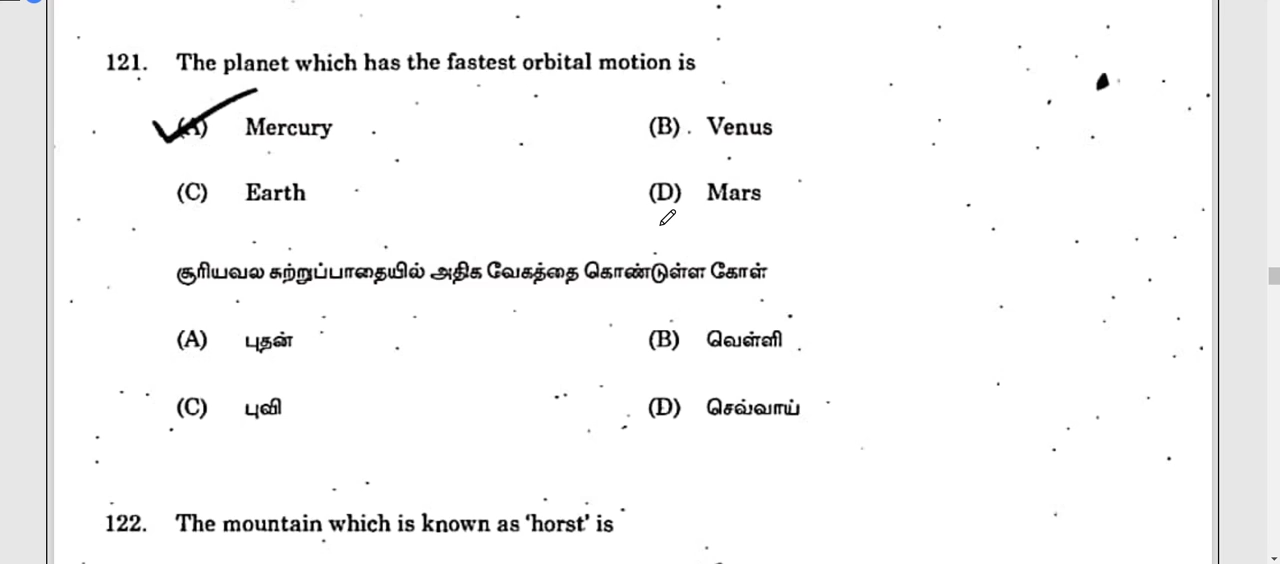 121. The planet which has the fastest orbital motion is
(A) Mercury (B) Venus
(C) Earth (D) Mars
சூரியவல சுற்றுப்பாதையில் அதிக வேகத்தை கொண்டுள்ள கோள்
(A) புதன் (B) வெள்ளி
(C) புவி (D) செவ்வாய்
122. The mountain which is known as 'horst' is